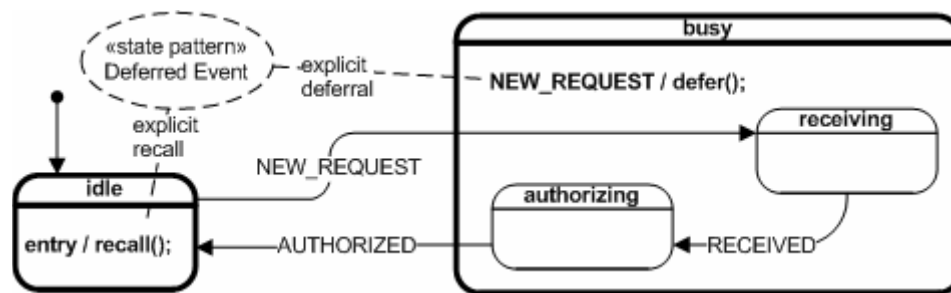 busy
«state pattern»
Deferred Event
explicit
deferral
NEW_REQUEST / defer();
explicit
recall
receiving
NEW_REQUEST
idle
authorizing
entry / recall();
AUTHORIZED
RECEIVED